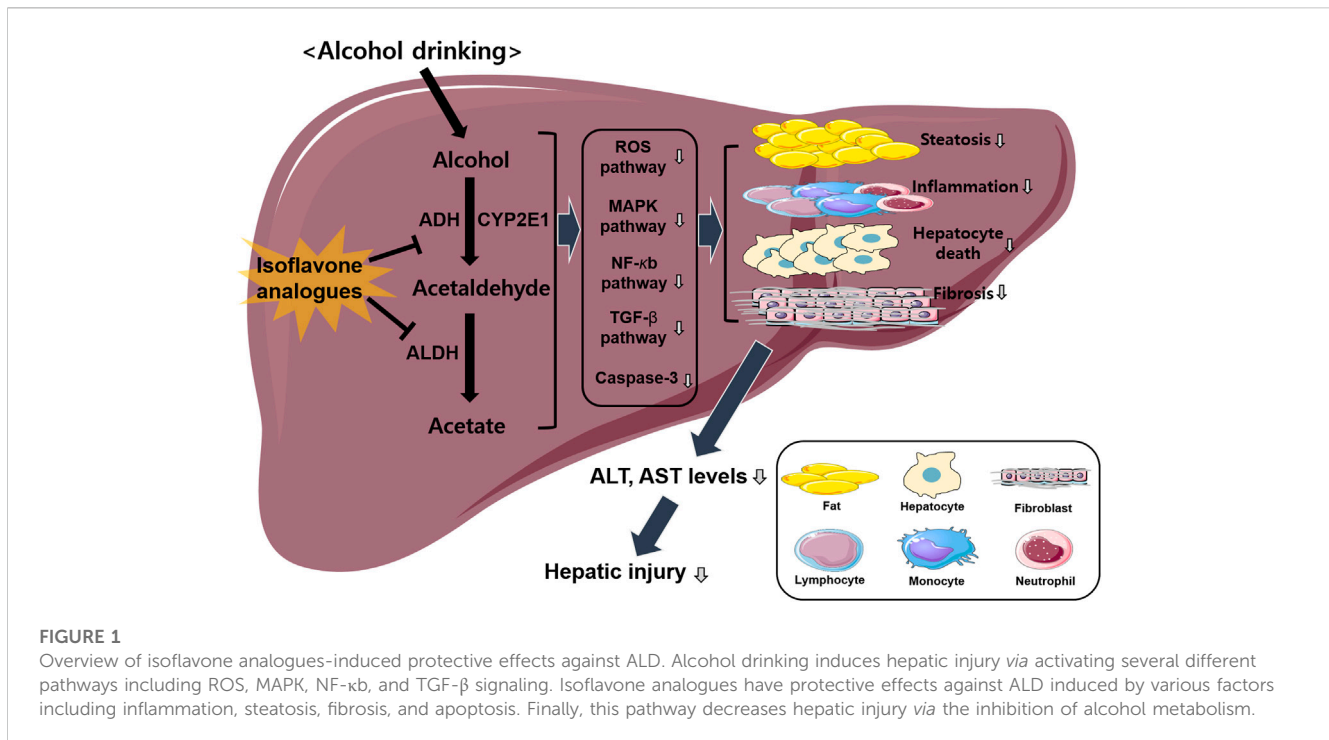 <Alcohol drinking>
Alcohol
ADH
CYP2E1
Isoflavone
analogues
Acetaldehyde
ALDH
Acetate
ROS
pathway
MAPK
pathway
NF-κb
pathway
TGF-β
pathway
Caspase-3
Steatosis
Inflammation
Hepatocyte
death
Fibrosis
ALT, AST levels
Hepatic injury
Fat
Hepatocyte
Fibroblast
Lymphocyte
Monocyte
Neutrophil
FIGURE 1
Overview of isoflavone analogues-induced protective effects against ALD. Alcohol drinking induces hepatic injury via activating several different
pathways including ROS, MAPK, NF-κb, and TGF-β signaling. Isoflavone analogues have protective effects against ALD induced by various factors
including inflammation, steatosis, fibrosis, and apoptosis. Finally, this pathway decreases hepatic injury via the inhibition of alcohol metabolism.